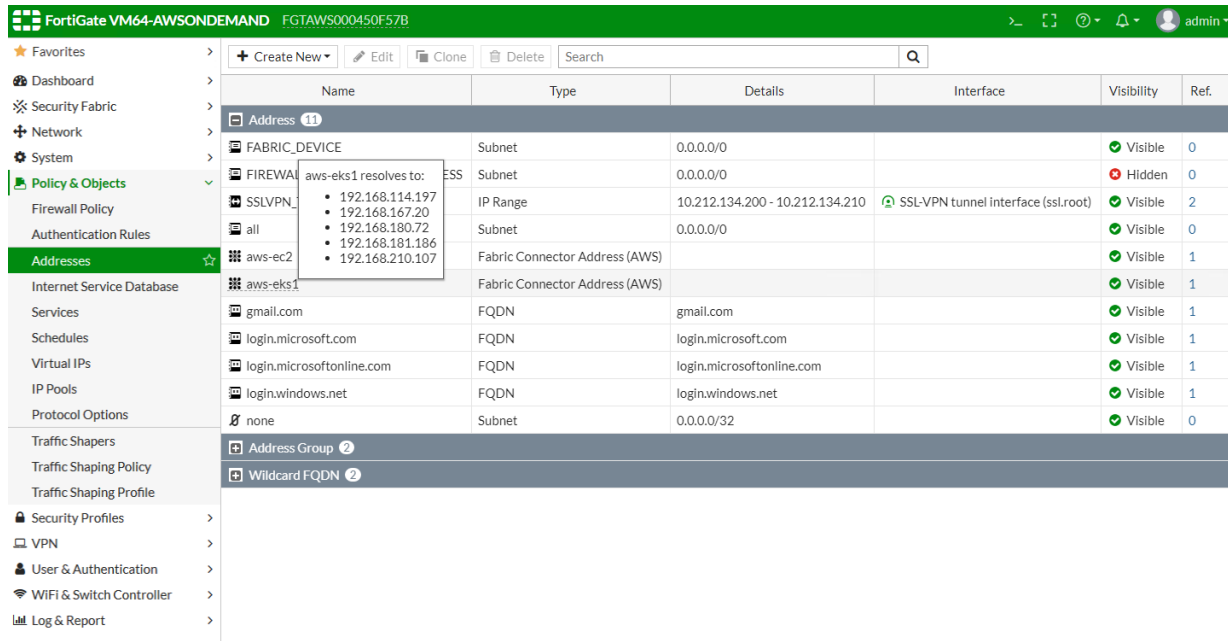 FortiGate VM64-AWSONDEMAND FGTAWS000450F57B >_ admin
Favorites
Dashboard
Security Fabric
Network
System
Policy & Objects
Firewall Policy
Authentication Rules
Addresses
Internet Service Database
Services
Schedules
Virtual IPs
IP Pools
Protocol Options
Traffic Shapers
Traffic Shaping Policy
Traffic Shaping Profile
Security Profiles
VPN
User & Authentication
WiFi & Switch Controller
Log & Report
+ Create New Edit Clone Delete Search
Name Type Details Interface Visibility Ref.
Address 11
FABRIC_DEVICE Subnet 0.0.0.0/0 Visible 0
FIREWAL ESS Subnet 0.0.0.0/0 Hidden 0
SSLVPN_ IP Range 10.212.134.200 - 10.212.134.210 SSL-VPN tunnel interface (ssl.root) Visible 2
all Subnet 0.0.0.0/0 Visible 0
aws-ec2 Fabric Connector Address (AWS) Visible 1
aws-eks1 Fabric Connector Address (AWS) Visible 1
gmail.com FQDN gmail.com Visible 1
login.microsoft.com FQDN login.microsoft.com Visible 1
login.microsoftonline.com FQDN login.microsoftonline.com Visible 1
login.windows.net FQDN login.windows.net Visible 1
none Subnet 0.0.0.0/32 Visible 0
Address Group 2
Wildcard FQDN 2
aws-eks1 resolves to:
• 192.168.114.197
• 192.168.167.20
• 192.168.180.72
• 192.168.181.186
• 192.168.210.107